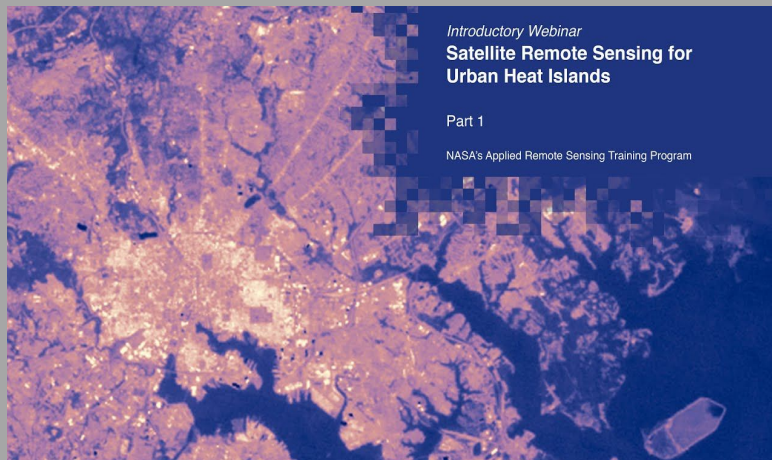 Introductory Webinar
Satellite Remote Sensing for
Urban Heat Islands
Part 1
NASA's Applied Remote Sensing Training Program